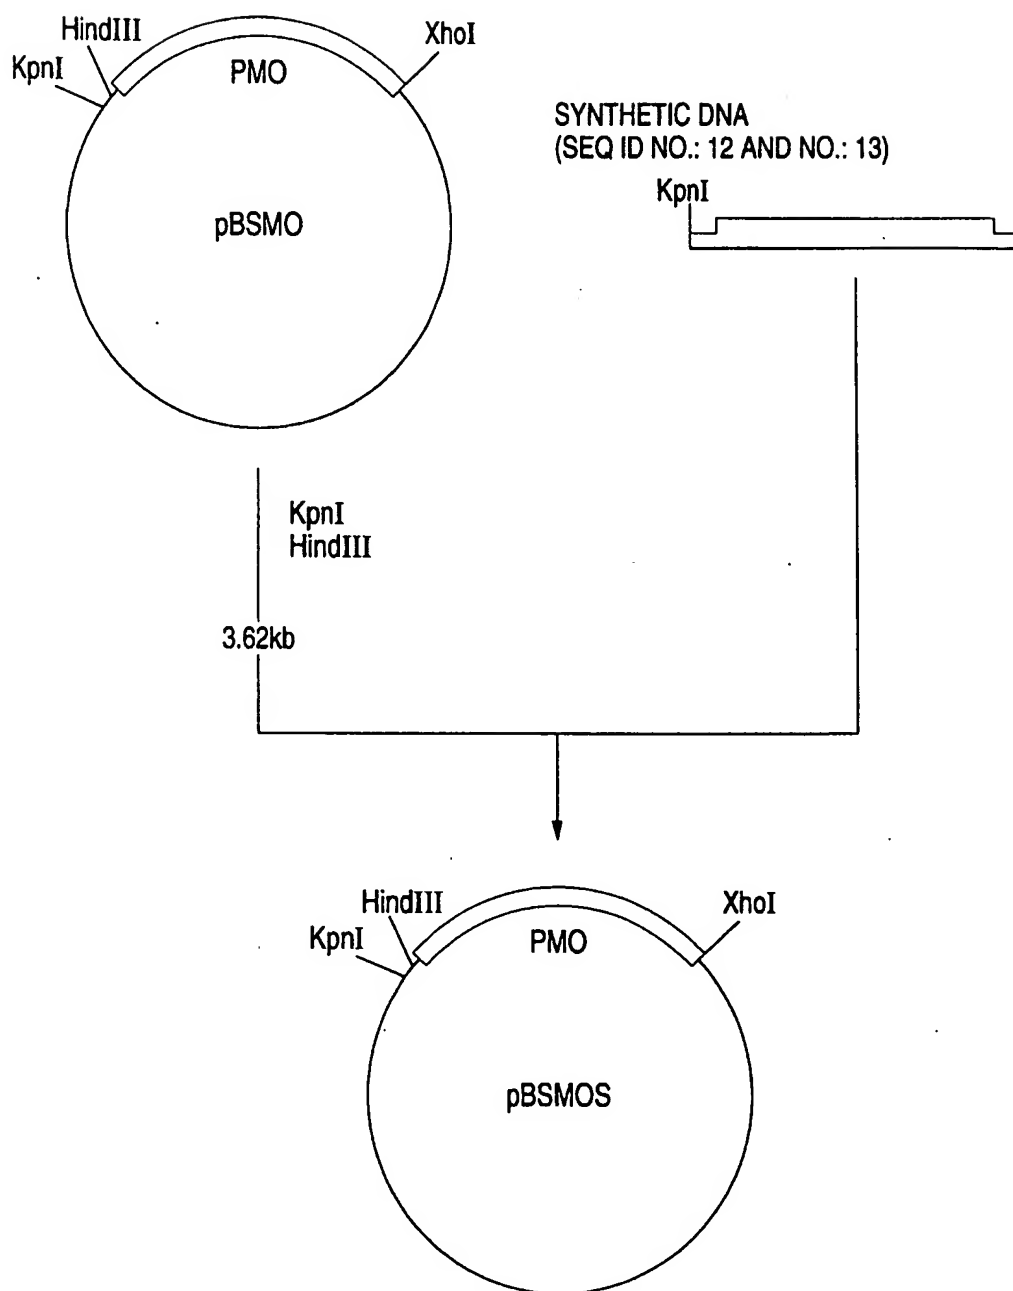 HindIII
XhoI
KpnI
PMO
SYNTHETIC DNA
(SEQ ID NO.: 12 AND NO.: 13)
KpnI
pBSMO
KpnI
HindIII
3.62kb
HindIII
XhoI
KpnI
PMO
pBSMOS